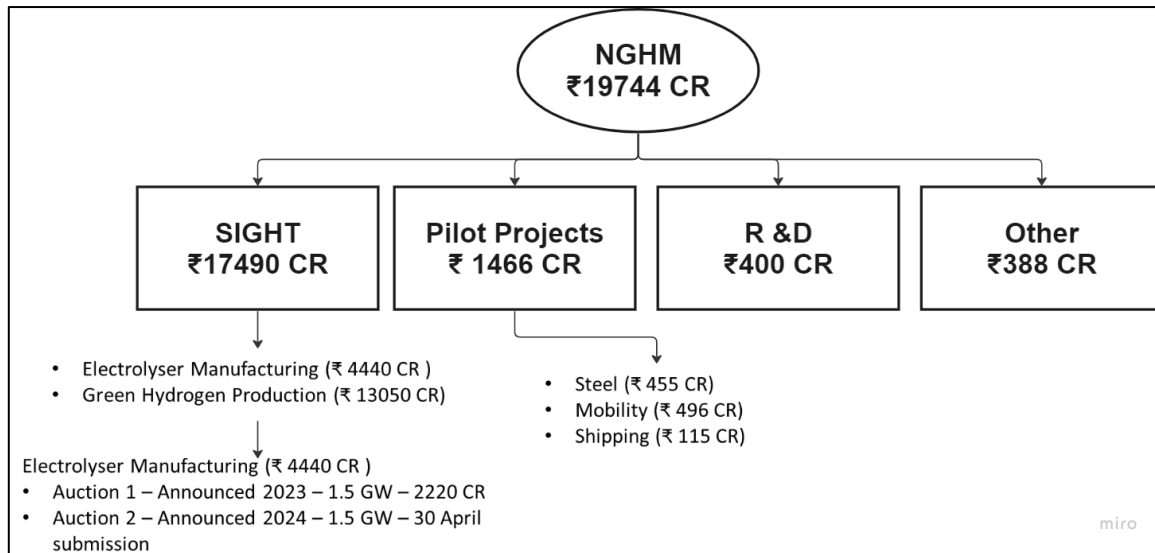 NGHM
₹19744 CR
SIGHT
₹17490 CR
Pilot Projects
₹ 1466 CR
R &D
₹400 CR
Other
₹388 CR
• Electrolyser Manufacturing (₹ 4440 CR )
• Green Hydrogen Production (₹ 13050 CR)
• Steel (₹ 455 CR)
• Mobility (₹ 496 CR)
• Shipping (₹ 115 CR)
Electrolyser Manufacturing (₹ 4440 CR )
• Auction 1 – Announced 2023 – 1.5 GW – 2220 CR
• Auction 2 – Announced 2024 – 1.5 GW – 30 April
submission
miro